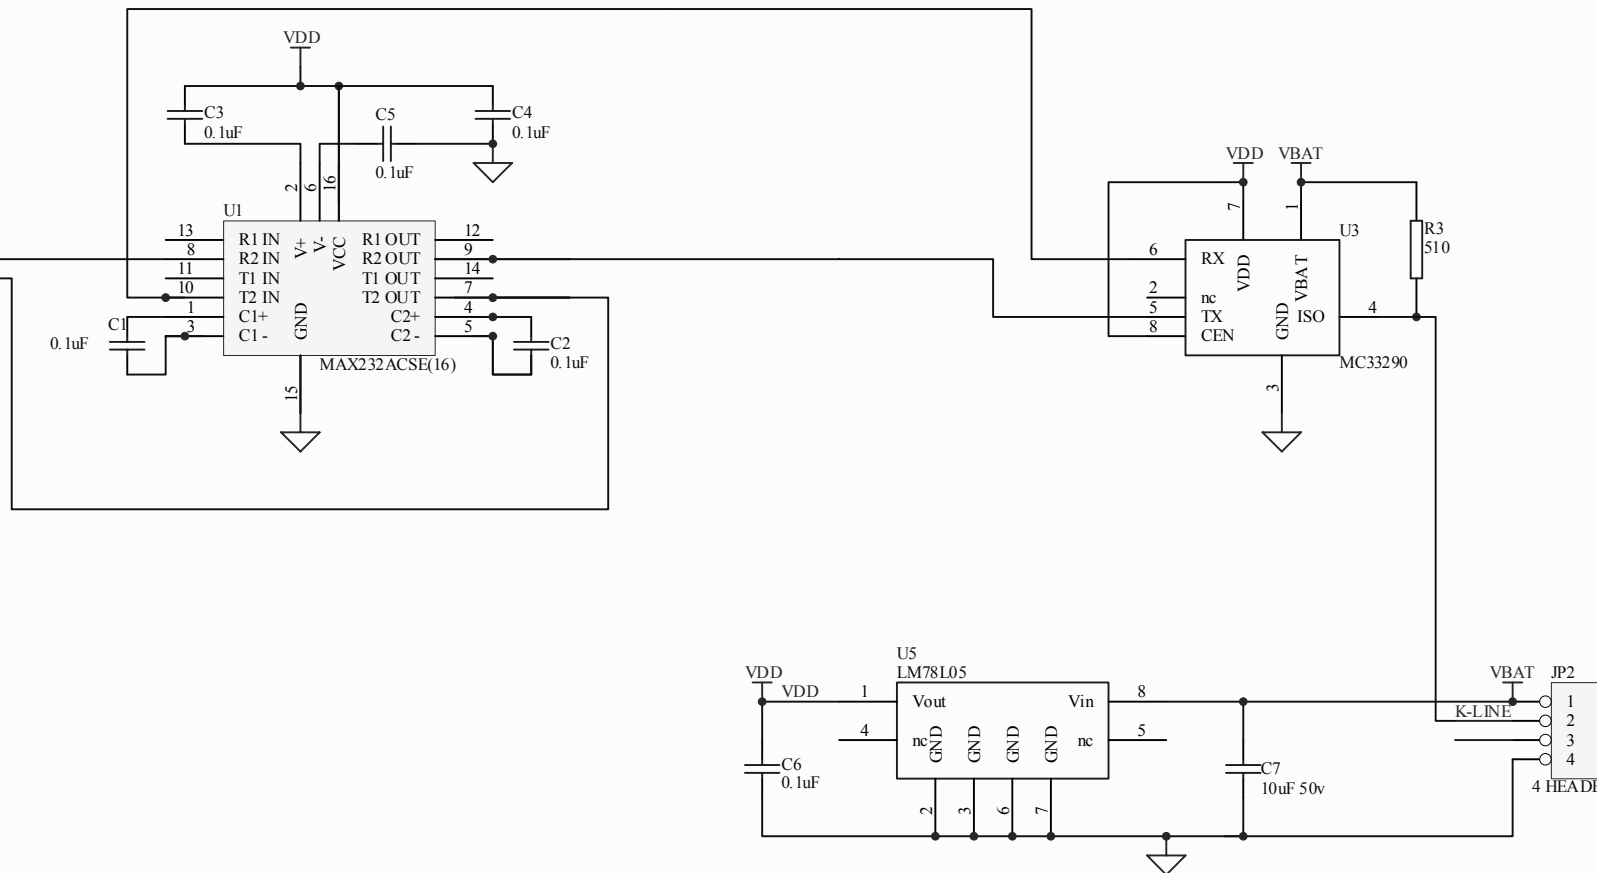 VDD
C3
0.1uF
C5
0.1uF
C4
0.1uF
2
6
16
U1
13
8
11
10
1
3
R1 IN
R2 IN
T1 IN
T2 IN
C1+
C1 -
V+
V-
VCC
GND
R1 OUT
R2 OUT
T1 OUT
T2 OUT
C2+
C2 -
12
9
14
7
4
5
C1
0.1uF
C2
0.1uF
MAX232ACSE(16)
15
VDD
VBAT
7
1
U3
R3
510
6
2
5
8
RX
nc
TX
CEN
VDD
VBAT
GND
ISO
4
MC33290
3
U5
LM78L05
VDD
VDD
1
4
Vout
nc
GND
GND
GND
GND
Vin
nc
8
5
2
3
6
7
C6
0.1uF
C7
10uF 50v
VBAT
K-LINE
JP2
1
2
3
4
4 HEADE